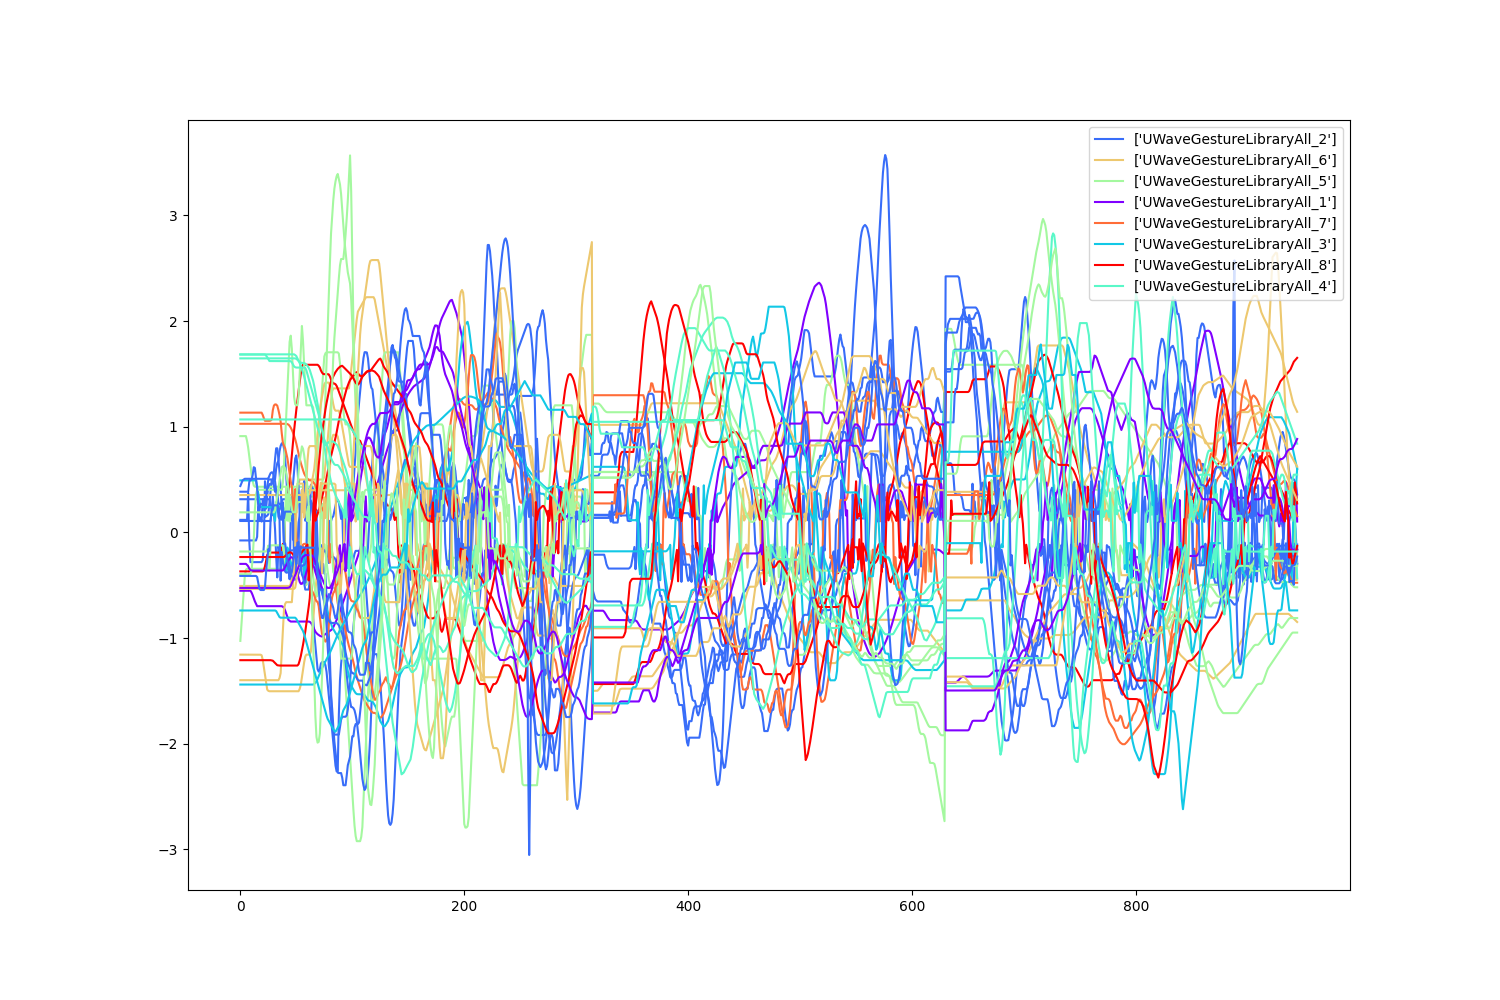 ['UWaveGestureLibraryAll_2']
['UWaveGestureLibraryAll_6']
['UWaveGestureLibraryAll_5']
['UWaveGestureLibraryAll_1']
['UWaveGestureLibraryAll_7']
['UWaveGestureLibraryAll_3']
['UWaveGestureLibraryAll_8']
['UWaveGestureLibraryAll_4']
3
2
1
0
−1
−2
−3
0 200 400 600 800